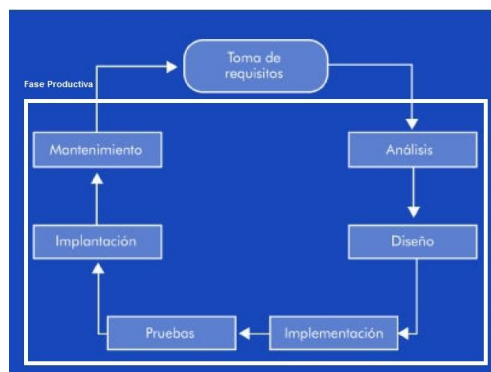 Toma de
requisitos
Fase Productiva
Mantenimiento
Análisis
Implantación
Diseño
Pruebas
Implementación